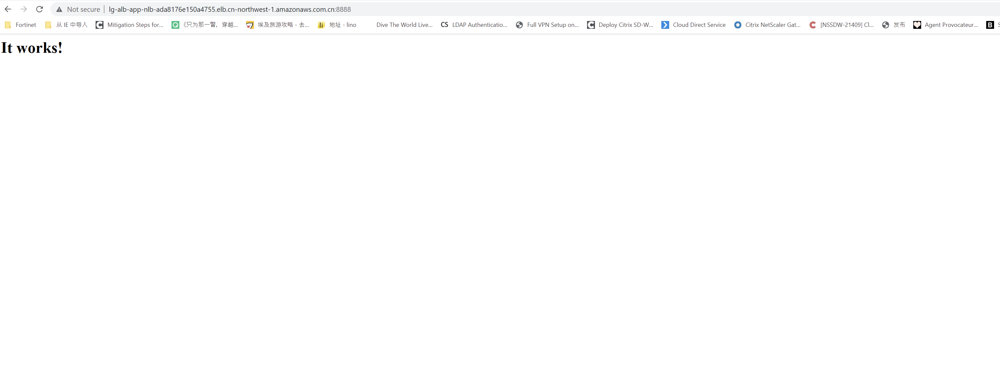 Not secure lg-alb-app-nlb-ada8176e150a4755.elb.cn-northwest-1.amazonaws.com.cn:8888
Fortinet 从 IE 中导入 C Mitigation Steps for... Q 《只为那一瞥，穿越... 埃及旅游攻略 - 去... li 地址 - lino Dive The World Live... CS LDAP Authenticatio... Full VPN Setup on... C Deploy Citrix SD-W... Cloud Direct Service Citrix NetScaler Gat... C [NSSDW-21409] Cl... 发布 Agent Provocateur... B S
It works!